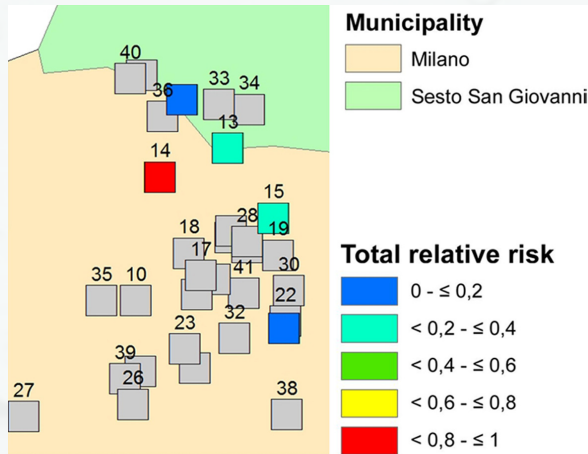 40
36
33
34
13
14
15
28
19
18
17
41
30
22
35
10
32
23
39
26
27
38
Municipality
Milano
Sesto San Giovanni
Total relative risk
0 - ≤ 0,2
< 0,2 - ≤ 0,4
< 0,4 - ≤ 0,6
< 0,6 - ≤ 0,8
< 0,8 - ≤ 1